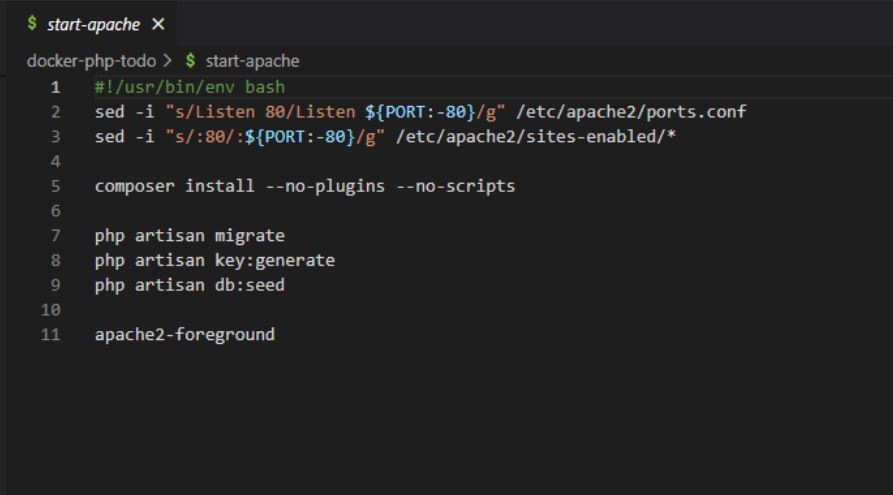 $ start-apache ✕
docker-php-todo > $ start-apache
1 #!/usr/bin/env bash
2 sed -i "s/Listen 80/Listen ${PORT:-80}/g" /etc/apache2/ports.conf
3 sed -i "s/:80/:${PORT:-80}/g" /etc/apache2/sites-enabled/*
4
5 composer install --no-plugins --no-scripts
6
7 php artisan migrate
8 php artisan key:generate
9 php artisan db:seed
10
11 apache2-foreground